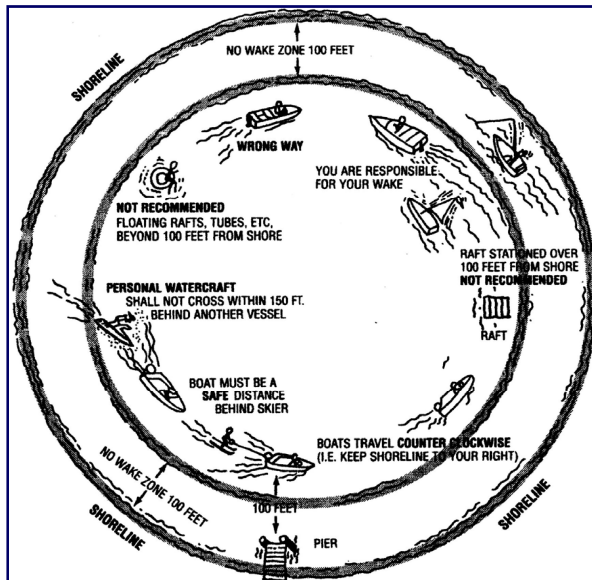 NO WAKE ZONE 100 FEET
SHORELINE
WRONG WAY
YOU ARE RESPONSIBLE
FOR YOUR WAKE
NOT RECOMMENDED
FLOATING RAFTS, TUBES, ETC,
BEYOND 100 FEET FROM SHORE
RAFT STATIONED OVER
100 FEET FROM SHORE
NOT RECOMMENDED
RAFT
PERSONAL WATERCRAFT
SHALL NOT CROSS WITHIN 150 FT.
BEHIND ANOTHER VESSEL
BOAT MUST BE A
SAFE DISTANCE
BEHIND SKIER
BOATS TRAVEL COUNTER CLOCKWISE
(I.E. KEEP SHORELINE TO YOUR RIGHT)
NO WAKE ZONE 100 FEET
100 FEET
SHORELINE
PIER
SHORELINE